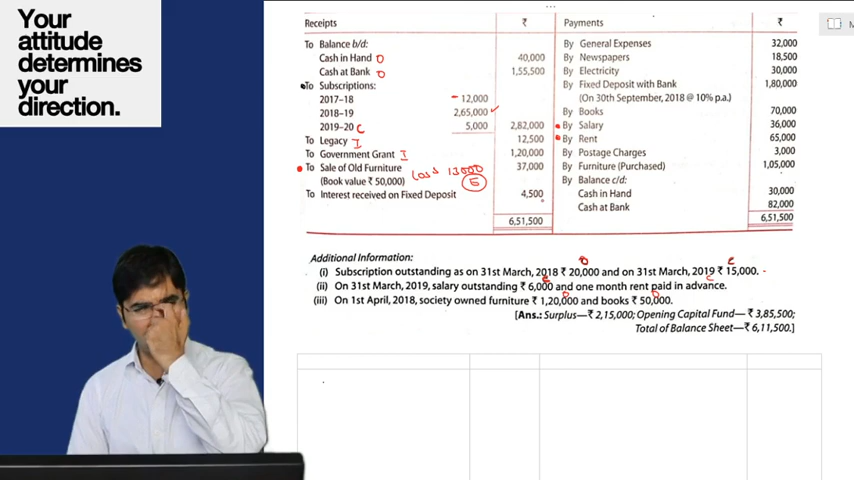 Your
attitude
determines
your
direction.
Receipts ₹ Payments ₹
To Balance b/d: By General Expenses 32,000
Cash in Hand O 40,000 By Newspapers 18,500
Cash at Bank O 1,55,500 By Electricity 30,000
To Subscriptions: By Fixed Deposit with Bank 1,80,000
2017–18 12,000 (On 30th September, 2018 @ 10% p.a.)
2018–19 2,65,000 By Books 70,000
2019–20 C 5,000 2,82,000 By Salary 36,000
To Legacy I 12,500 By Rent 65,000
To Government Grant I 1,20,000 By Postage Charges 3,000
To Sale of Old Furniture Loss 13000 37,000 By Furniture (Purchased) 1,05,000
(Book value ₹ 50,000) E By Balance c/d:
To Interest received on Fixed Deposit 4,500 Cash in Hand 30,000
Cash at Bank 82,000
6,51,500 6,51,500
Additional Information:
(i) Subscription outstanding as on 31st March, 2018 ₹ 20,000 and on 31st March, 2019 ₹ 15,000.
(ii) On 31st March, 2019, salary outstanding ₹ 6,000 and one month rent paid in advance.
(iii) On 1st April, 2018, society owned furniture ₹ 1,20,000 and books ₹ 50,000.
[Ans.: Surplus—₹ 2,15,000; Opening Capital Fund—₹ 3,85,500;
Total of Balance Sheet—₹ 6,11,500.]